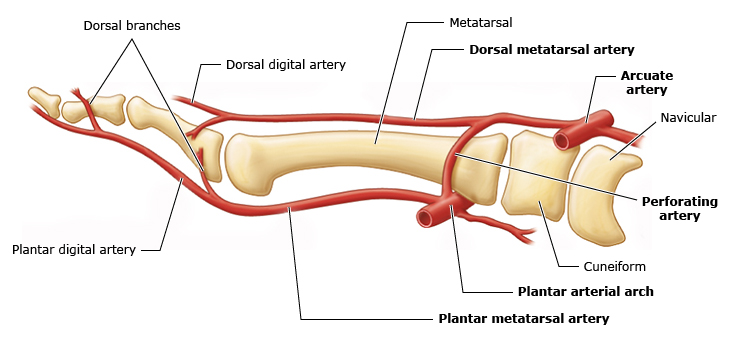 Metatarsal
Dorsal branches
Dorsal metatarsal artery
Dorsal digital artery
Arcuate
artery
Navicular
Perforating
artery
Plantar digital artery
Cuneiform
Plantar arterial arch
Plantar metatarsal artery